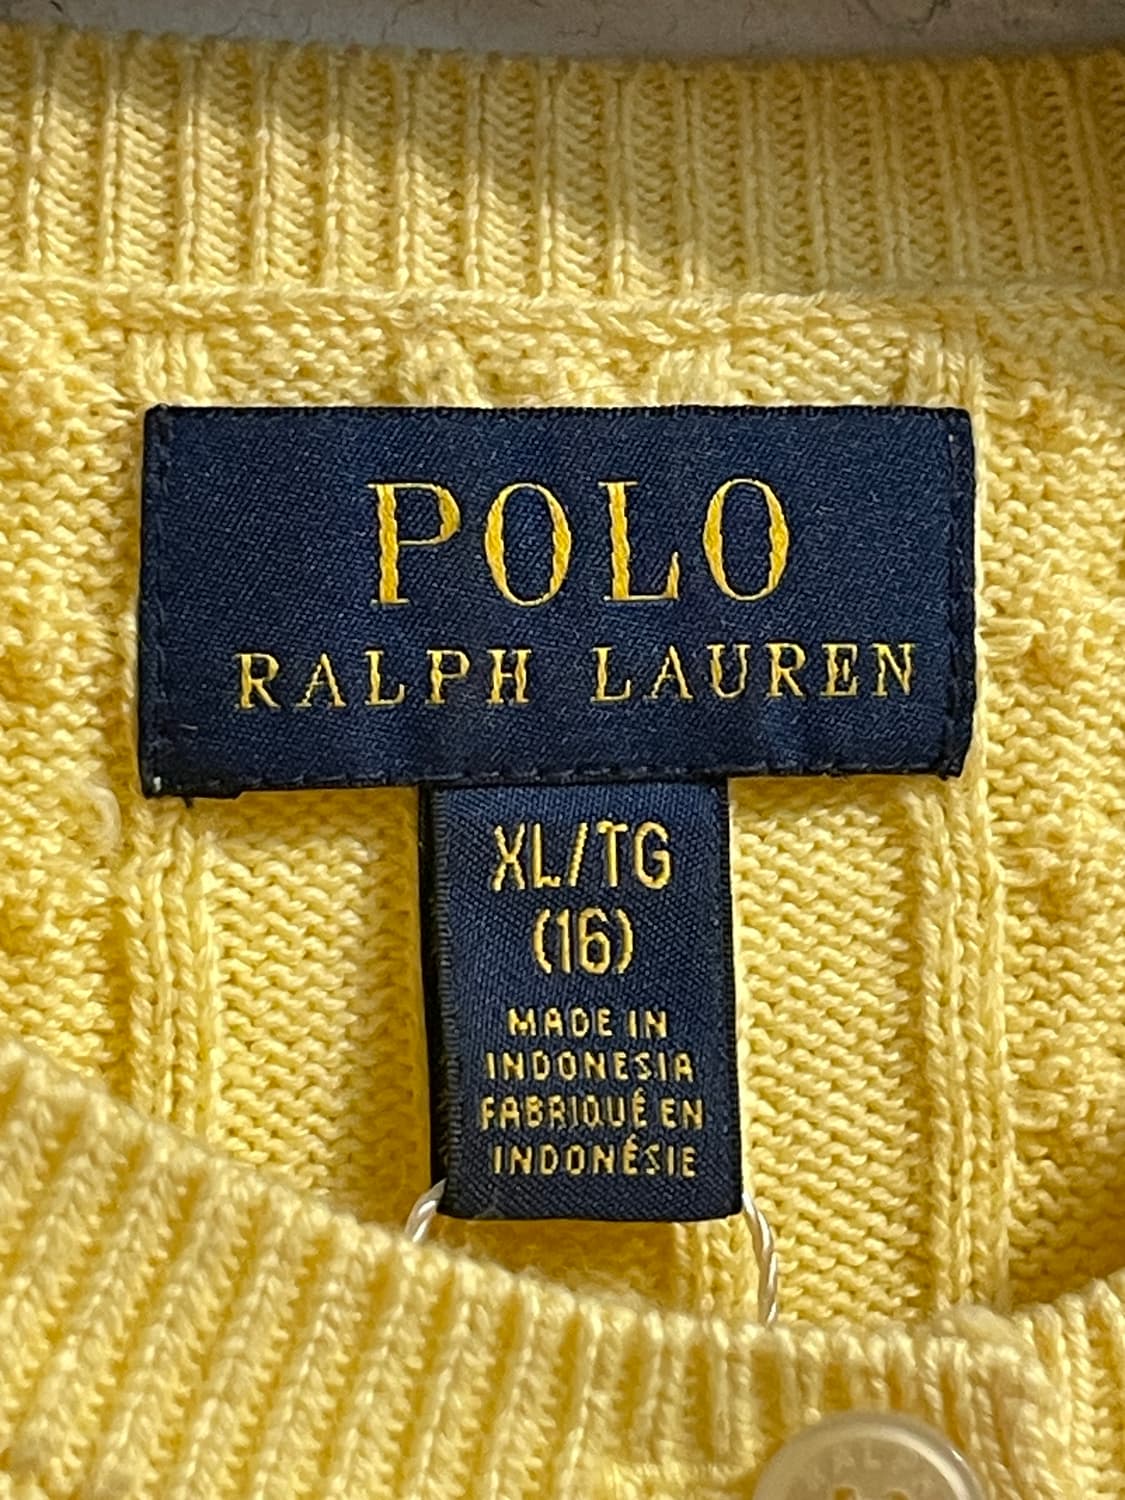 POLO
RALPH LAUREN
XL/TG
(16)
MADE IN
INDONESIA
FABRIQUÉ EN
INDONÉSIE